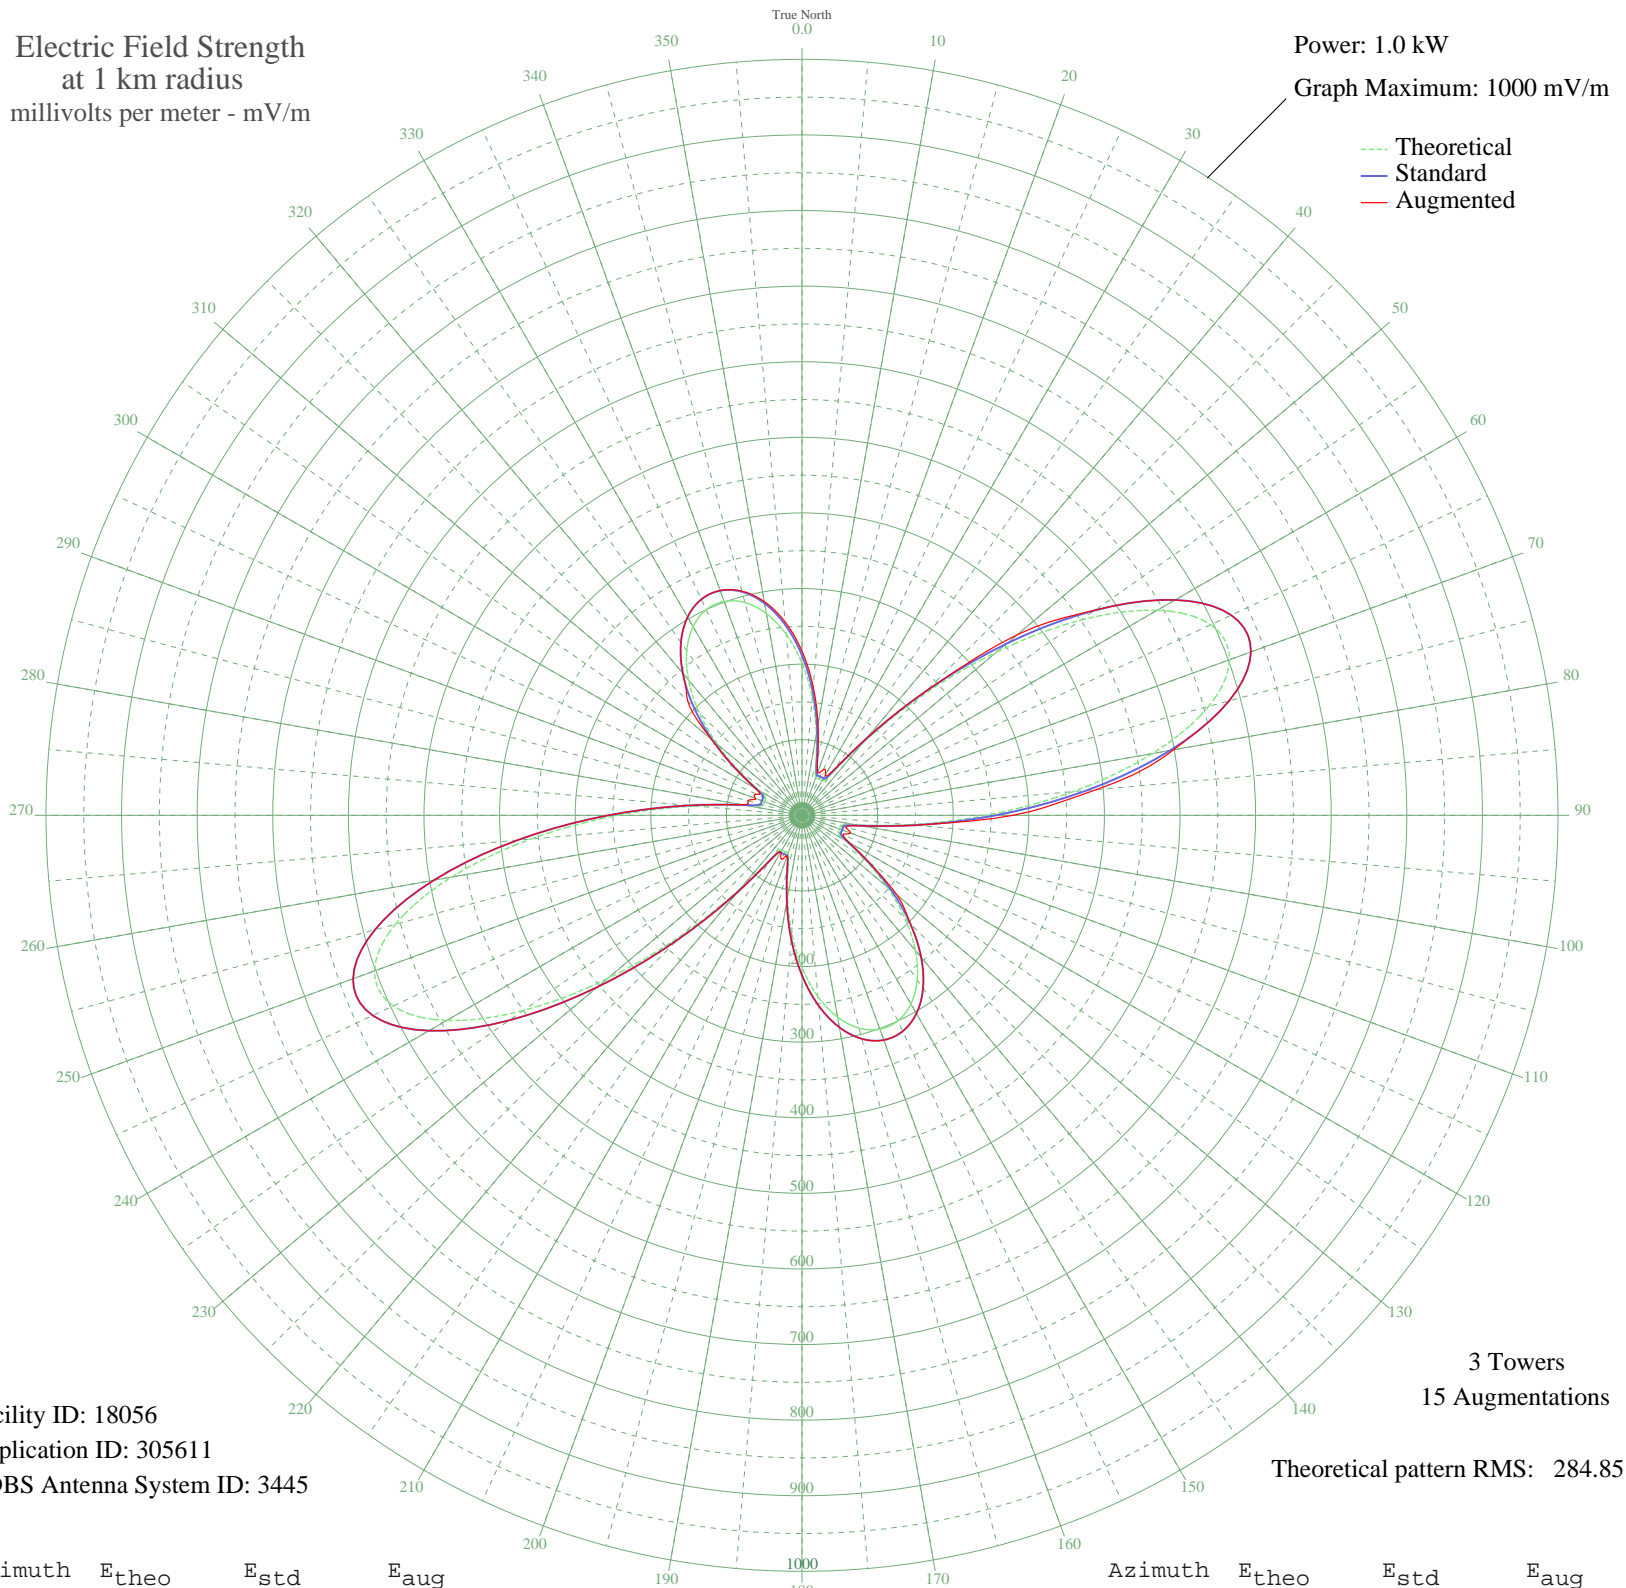 True North
0.0
Electric Field Strength
at 1 km radius
millivolts per meter - mV/m
Power: 1.0 kW
Graph Maximum: 1000 mV/m
Theoretical
Standard
Augmented
10
20
30
40
50
60
70
80
90
100
110
120
130
140
150
160
170
190
200
210
220
230
240
250
260
270
280
290
300
310
320
330
340
350
300
400
500
600
700
800
900
1000
3 Towers
15 Augmentations
Theoretical pattern RMS: 284.85
cility ID: 18056
plication ID: 305611
DBS Antenna System ID: 3445
imuth Etheo Estd Eaug
Azimuth Etheo Estd Eaug